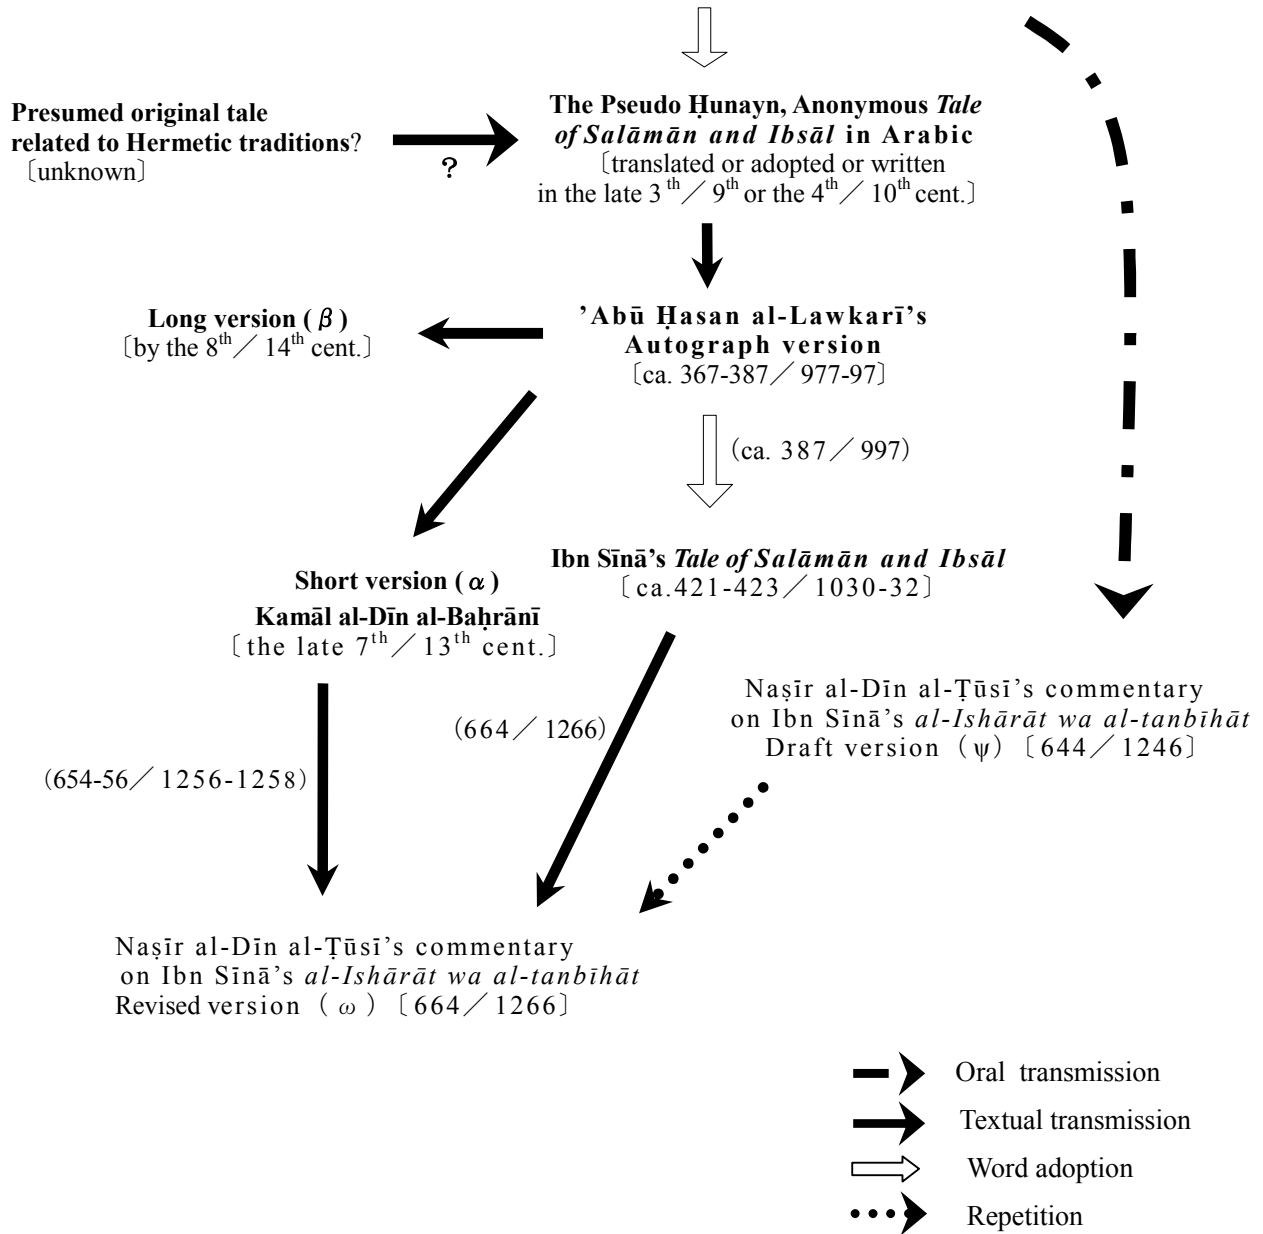 Presumed original tale
related to Hermetic traditions?
〔unknown〕
?
The Pseudo Ḥunayn, Anonymous Tale
of Salāmān and Ibsāl in Arabic
〔translated or adopted or written
in the late 3 th／9th or the 4th／10th cent.〕
Long version ( β )
〔by the 8th／14th cent.〕
’Abū Ḥasan al-Lawkarī’s
Autograph version
〔ca. 367-387／977-97〕
(ca. 387／997)
Short version ( α )
Kamāl al-Dīn al-Baḥrānī
〔the late 7th／13th cent.〕
Ibn Sīnā’s Tale of Salāmān and Ibsāl
〔ca.421-423／1030-32〕
(654-56／1256-1258)
(664／1266)
Naṣīr al-Dīn al-Ṭūsī’s commentary
on Ibn Sīnā’s al-Ishārāt wa al-tanbīhāt
Draft version（ψ）〔644／1246〕
Naṣīr al-Dīn al-Ṭūsī’s commentary
on Ibn Sīnā’s al-Ishārāt wa al-tanbīhāt
Revised version（ω）〔664／1266〕
Oral transmission
Textual transmission
Word adoption
Repetition